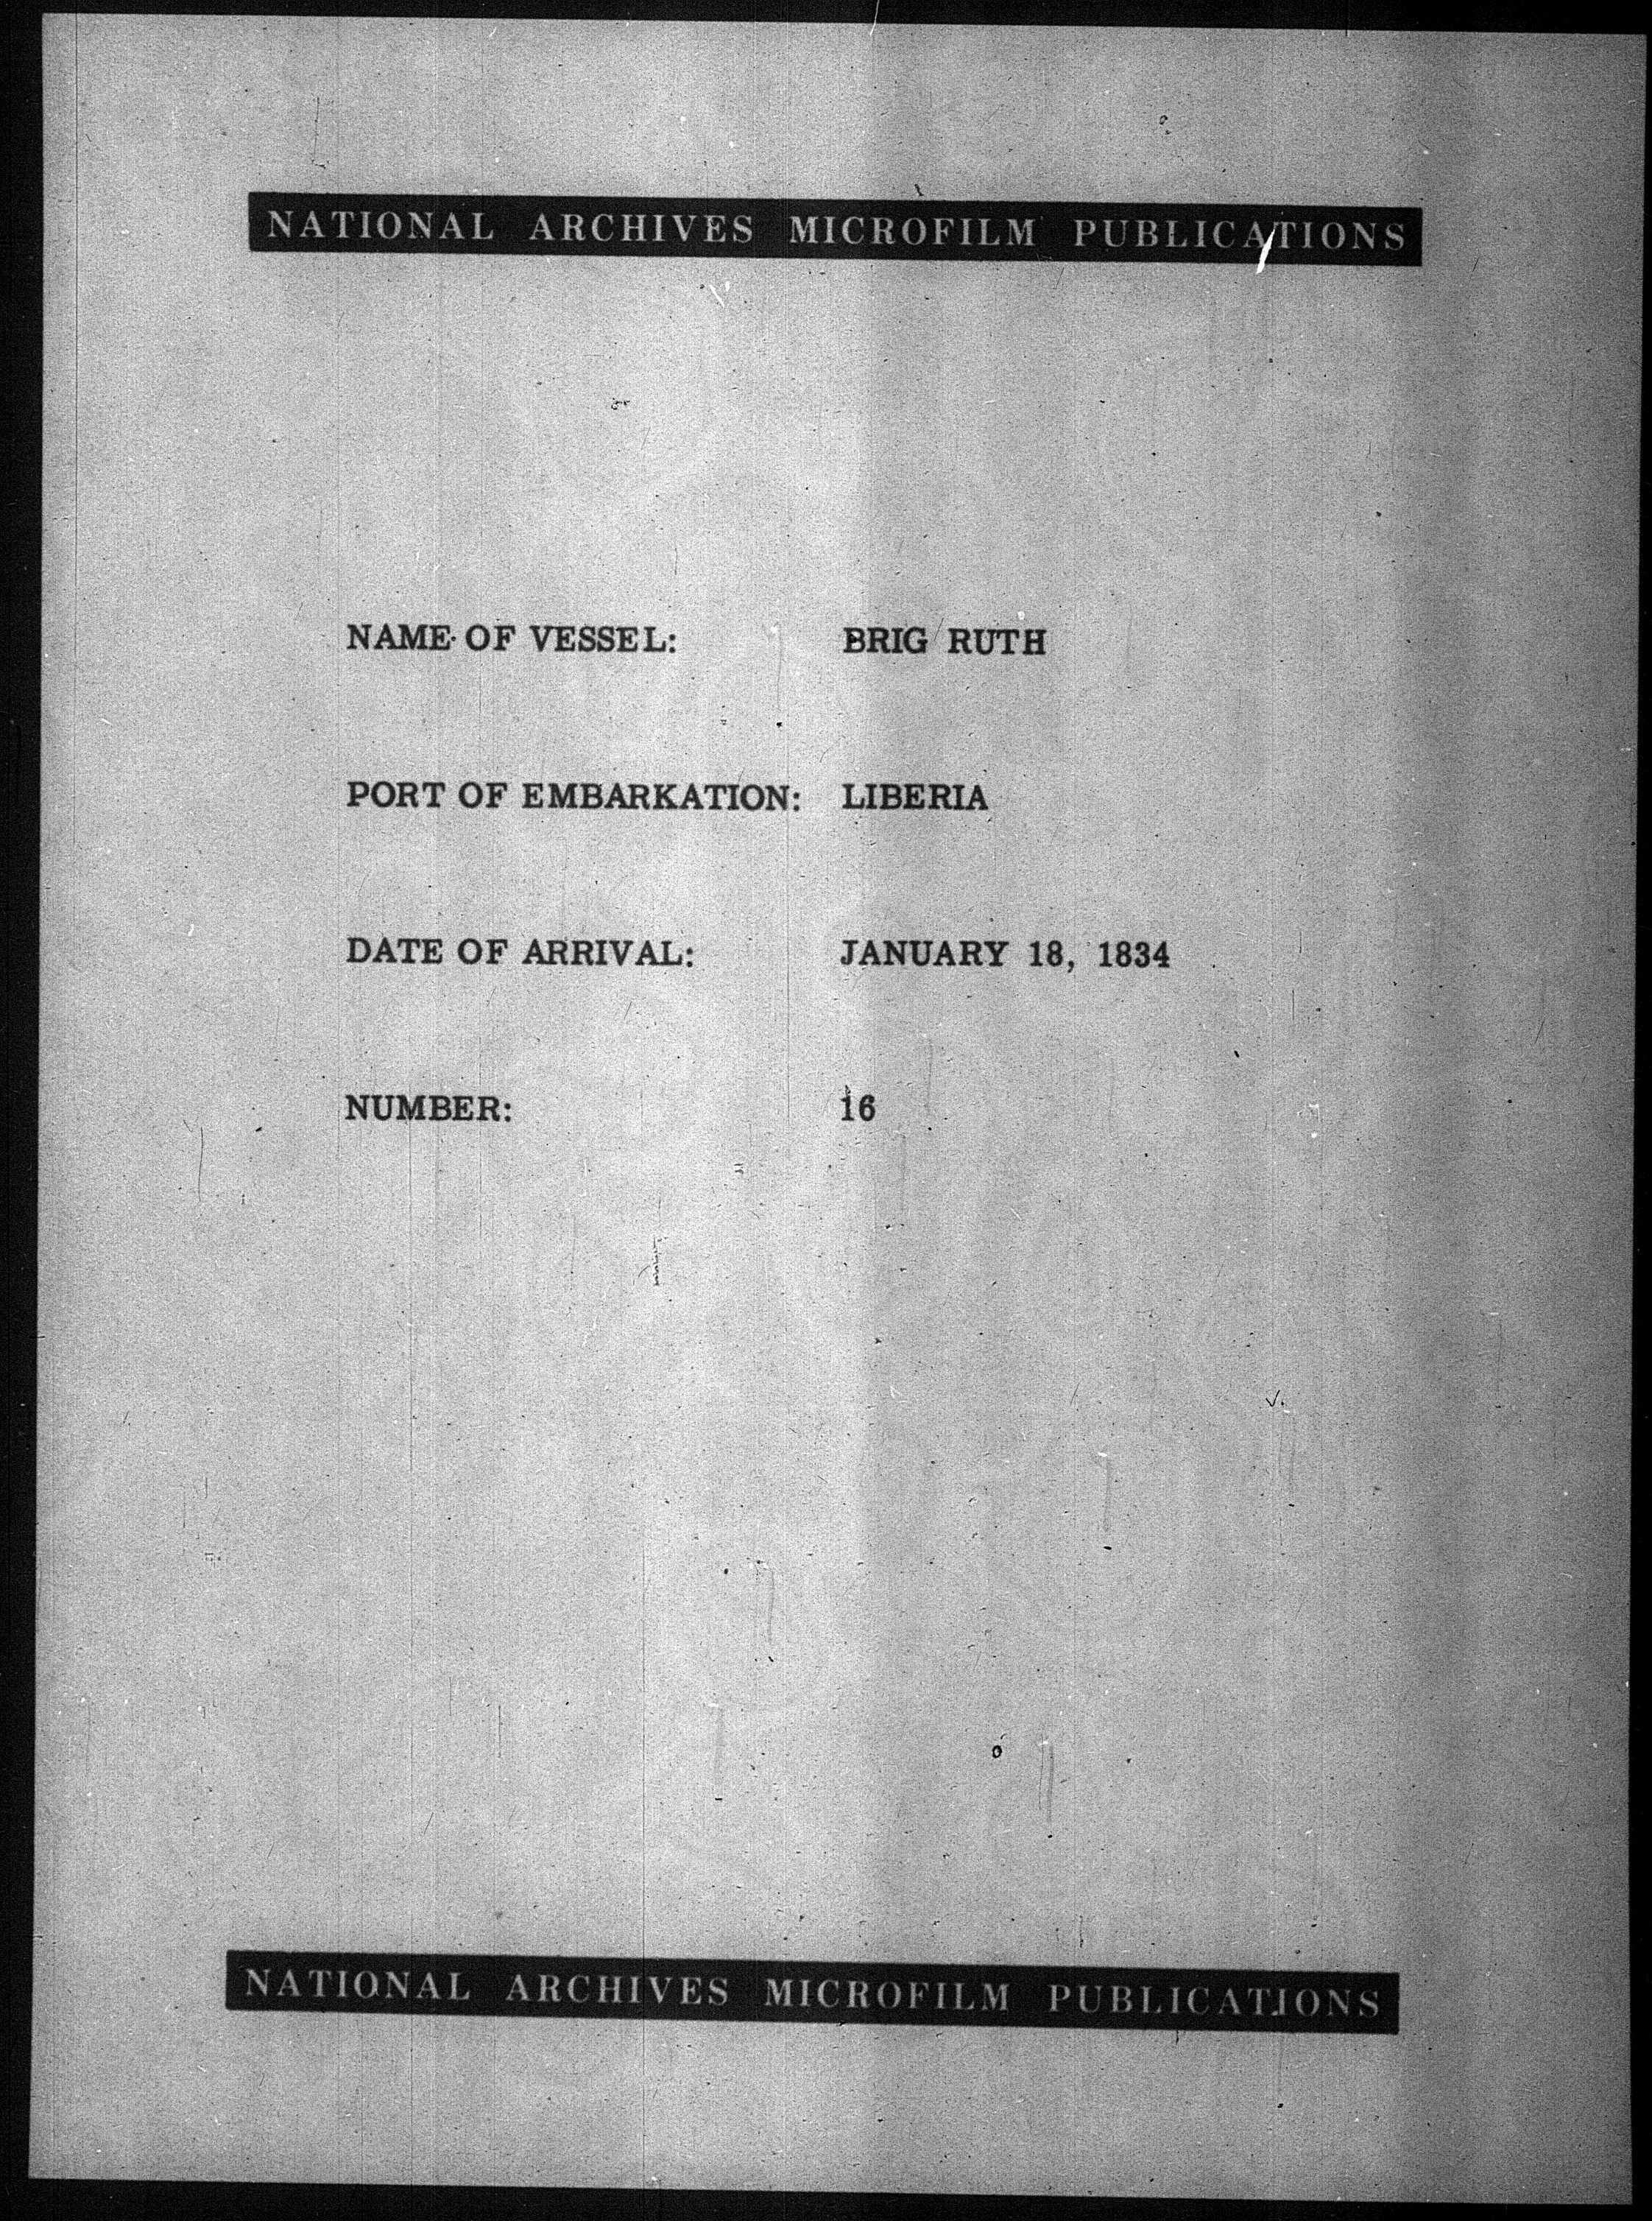 NATIONAL ARCHIVES MICROFILM PUBLICATIONS
NAME OF VESSEL: BRIG RUTH
PORT OF EMBARKATION: LIBERIA
DATE OF ARRIVAL: JANUARY 18, 1834
NUMBER: 16
NATIONAL ARCHIVES MICROFILM PUBLICATIONS